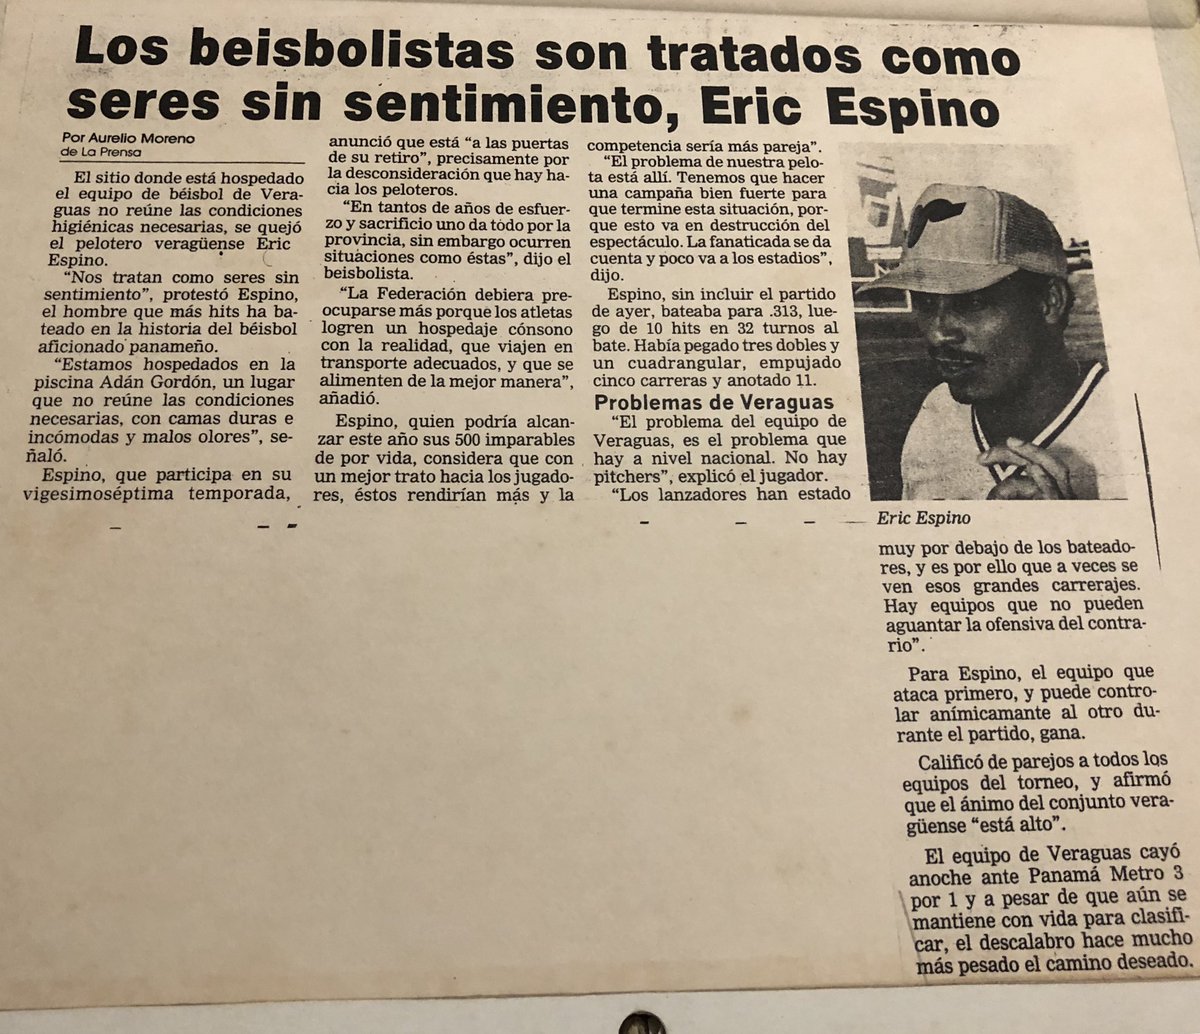 Los beisbolistas son tratados como
seres sin sentimiento, Eric Espino
Por Aurelio Moreno
de La Prensa
El sitio donde está hospedado
el equipo de béisbol de Vera-
guas no reúne las condiciones
higiénicas necesarias, se quejó
el pelotero veragüense Eric
Espino.
“Nos tratan como seres sin
sentimiento”, protestó Espino,
el hombre que más hits ha ba-
teado en la historia del béisbol
aficionado panameño.
“Estamos hospedados en la
piscina Adán Gordón, un lugar
que no reúne las condiciones
necesarias, con camas duras e
incómodas y malos olores”, se-
ñaló.
Espino, que participa en su
vigesimoséptima temporada,
anunció que está “a las puertas
de su retiro”, precisamente por
la desconsideración que hay ha-
cia los peloteros.
“En tantos de años de esfuer-
zo y sacrificio uno da todo por la
provincia, sin embargo ocurren
situaciones como éstas”, dijo el
beisbolista.
“La Federación debiera pre-
ocuparse más porque los atletas
logren un hospedaje cónsono
con la realidad, que viajen en
transporte adecuados, y que se
alimenten de la mejor manera”,
añadió.
Espino, quien podría alcan-
zar este año sus 500 imparables
de por vida, considera que con
un mejor trato hacia los jugado-
res, éstos rendirían más y la
competencia sería más pareja”.
“El problema de nuestra pelo-
ta está allí. Tenemos que hacer
una campaña bien fuerte para
que termine esta situación, por-
que esto va en destrucción del
espectáculo. La fanaticada se da
cuenta y poco va a los estadios”,
dijo.
Espino, sin incluir el partido
de ayer, bateaba para .313, lue-
go de 10 hits en 32 turnos al
bate. Había pegado tres dobles y
un cuadrangular, empujado
cinco carreras y anotado 11.
Problemas de Veraguas
“El problema del equipo de
Veraguas, es el problema que
hay a nivel nacional. No hay
pitchers”, explicó el jugador.
“Los lanzadores han estado
Eric Espino
muy por debajo de los bateado-
res, y es por ello que a veces se
ven esos grandes carrerajes.
Hay equipos que no pueden
aguantar la ofensiva del contra-
rio”.
Para Espino, el equipo que
ataca primero, y puede contro-
lar anímicamante al otro du-
rante el partido, gana.
Calificó de parejos a todos los
equipos del torneo, y afirmó
que el ánimo del conjunto vera-
güense “está alto”.
El equipo de Veraguas cayó
anoche ante Panamá Metro 3
por 1 y a pesar de que aún se
mantiene con vida para clasifi-
car, el descalabro hace mucho
más pesado el camino deseado.